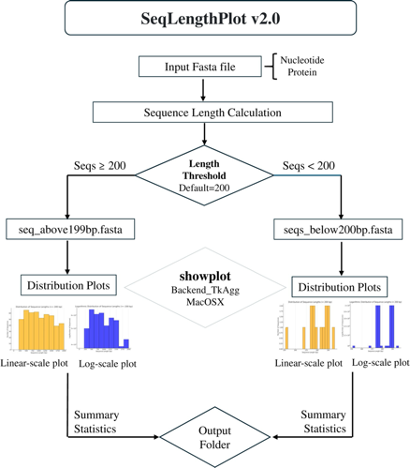 SeqLengthPlot v2.0
Input Fasta file
Nucleotide
Protein
Sequence Length Calculation
Seqs ≥ 200
Length
Threshold
Default=200
Seqs < 200
seq_above199bp.fasta
seqs_below200bp.fasta
Distribution Plots
showplot
Backend_TkAgg
MacOSX
Distribution Plots
Linear-scale plot
Log-scale plot
Linear-scale plot
Log-scale plot
Summary
Statistics
Output
Folder
Summary
Statistics